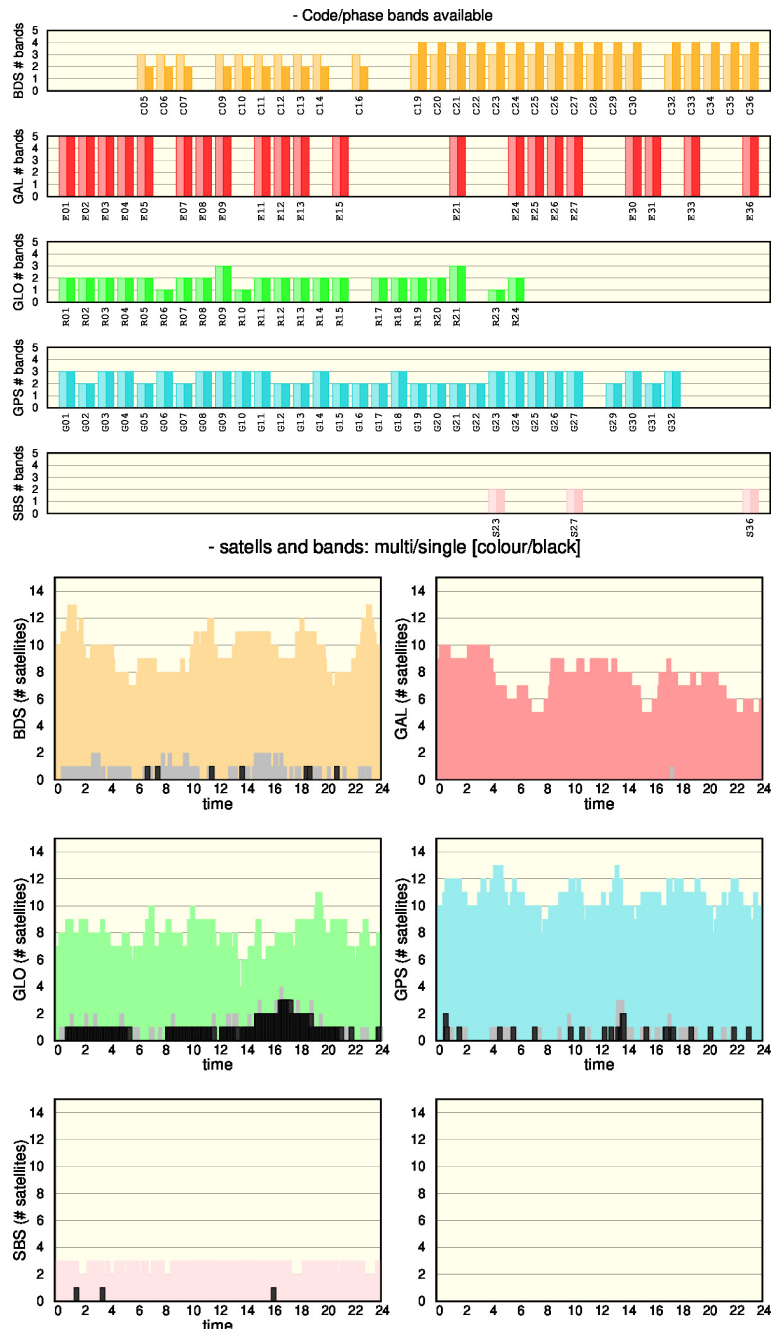 - Code/phase bands available
BDS # bands
5
4
3
2
1
0
C05 C06 C07 C09 C10 C11 C12 C13 C14 C16 C19 C20 C21 C22 C23 C24 C25 C26 C27 C28 C29 C30 C32 C33 C34 C35 C36
GAL # bands
5
4
3
2
1
0
E01 E02 E03 E04 E05 E07 E08 E09 E11 E12 E13 E15 E21 E24 E25 E26 E27 E30 E31 E33 E36
GLO # bands
5
4
3
2
1
0
R01 R02 R03 R04 R05 R06 R07 R08 R09 R10 R11 R12 R13 R14 R15 R17 R18 R19 R20 R21 R23 R24
GPS # bands
5
4
3
2
1
0
G01 G02 G03 G04 G05 G06 G07 G08 G09 G10 G11 G12 G13 G14 G15 G16 G17 G18 G19 G20 G21 G22 G23 G24 G25 G26 G27 G29 G30 G31 G32
SBS # bands
5
4
3
2
1
0
S23 S27 S36
- satells and bands: multi/single [colour/black]
BDS (# satellites)
14
12
10
8
6
4
2
0
0 2 4 6 8 10 12 14 16 18 20 22 24
time
GAL (# satellites)
14
12
10
8
6
4
2
0
0 2 4 6 8 10 12 14 16 18 20 22 24
time
GLO (# satellites)
14
12
10
8
6
4
2
0
0 2 4 6 8 10 12 14 16 18 20 22 24
time
GPS (# satellites)
14
12
10
8
6
4
2
0
0 2 4 6 8 10 12 14 16 18 20 22 24
time
SBS (# satellites)
14
12
10
8
6
4
2
0
0 2 4 6 8 10 12 14 16 18 20 22 24
time
14
12
10
8
6
4
2
0
0 2 4 6 8 10 12 14 16 18 20 22 24